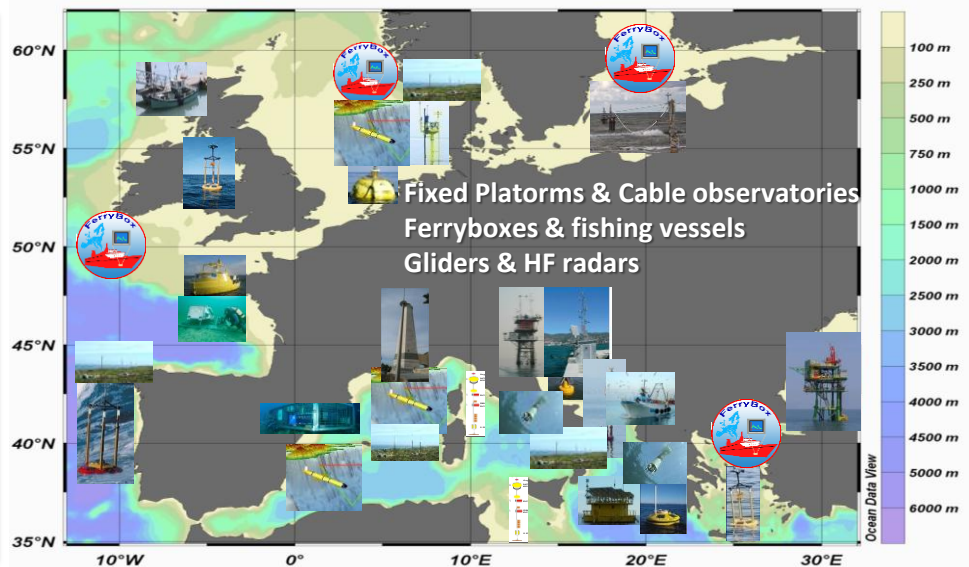 60°N
55°N
50°N
45°N
40°N
35°N
10°W
0°
10°E
20°E
30°E
FerryBox
FerryBox
FerryBox
FerryBox
Fixed Platorms & Cable observatories
Ferryboxes & fishing vessels
Gliders & HF radars
100 m
250 m
500 m
750 m
1000 m
1500 m
2000 m
2500 m
3000 m
3500 m
4000 m
4500 m
5000 m
6000 m
Ocean Data View